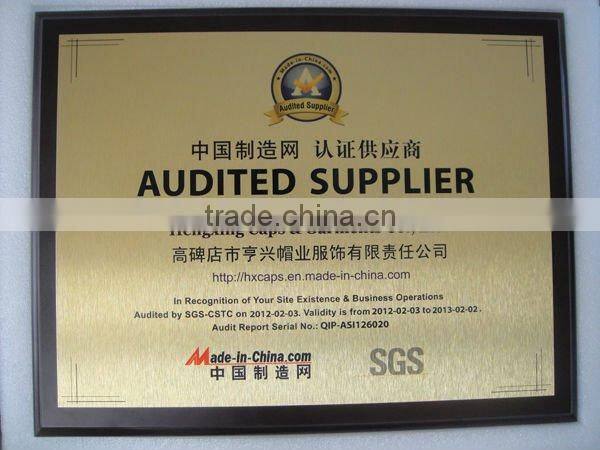 Made-in-China.com
Audited Supplier
中国制造网 认证供应商
AUDITED SUPPLIER
trade.china.cn
Hengxing Caps & Garments
高碑店市亨兴帽业服饰有限责任公司
http://hxcaps.en.made-in-china.com
In Recognition of Your Site Existence & Business Operations
Audited by SGS-CSTC on 2012-02-03. Validity is from 2012-02-03 to 2013-02-02.
Audit Report Serial No.: QIP-ASI126020
Made-in-China.com
中国制造网
SGS